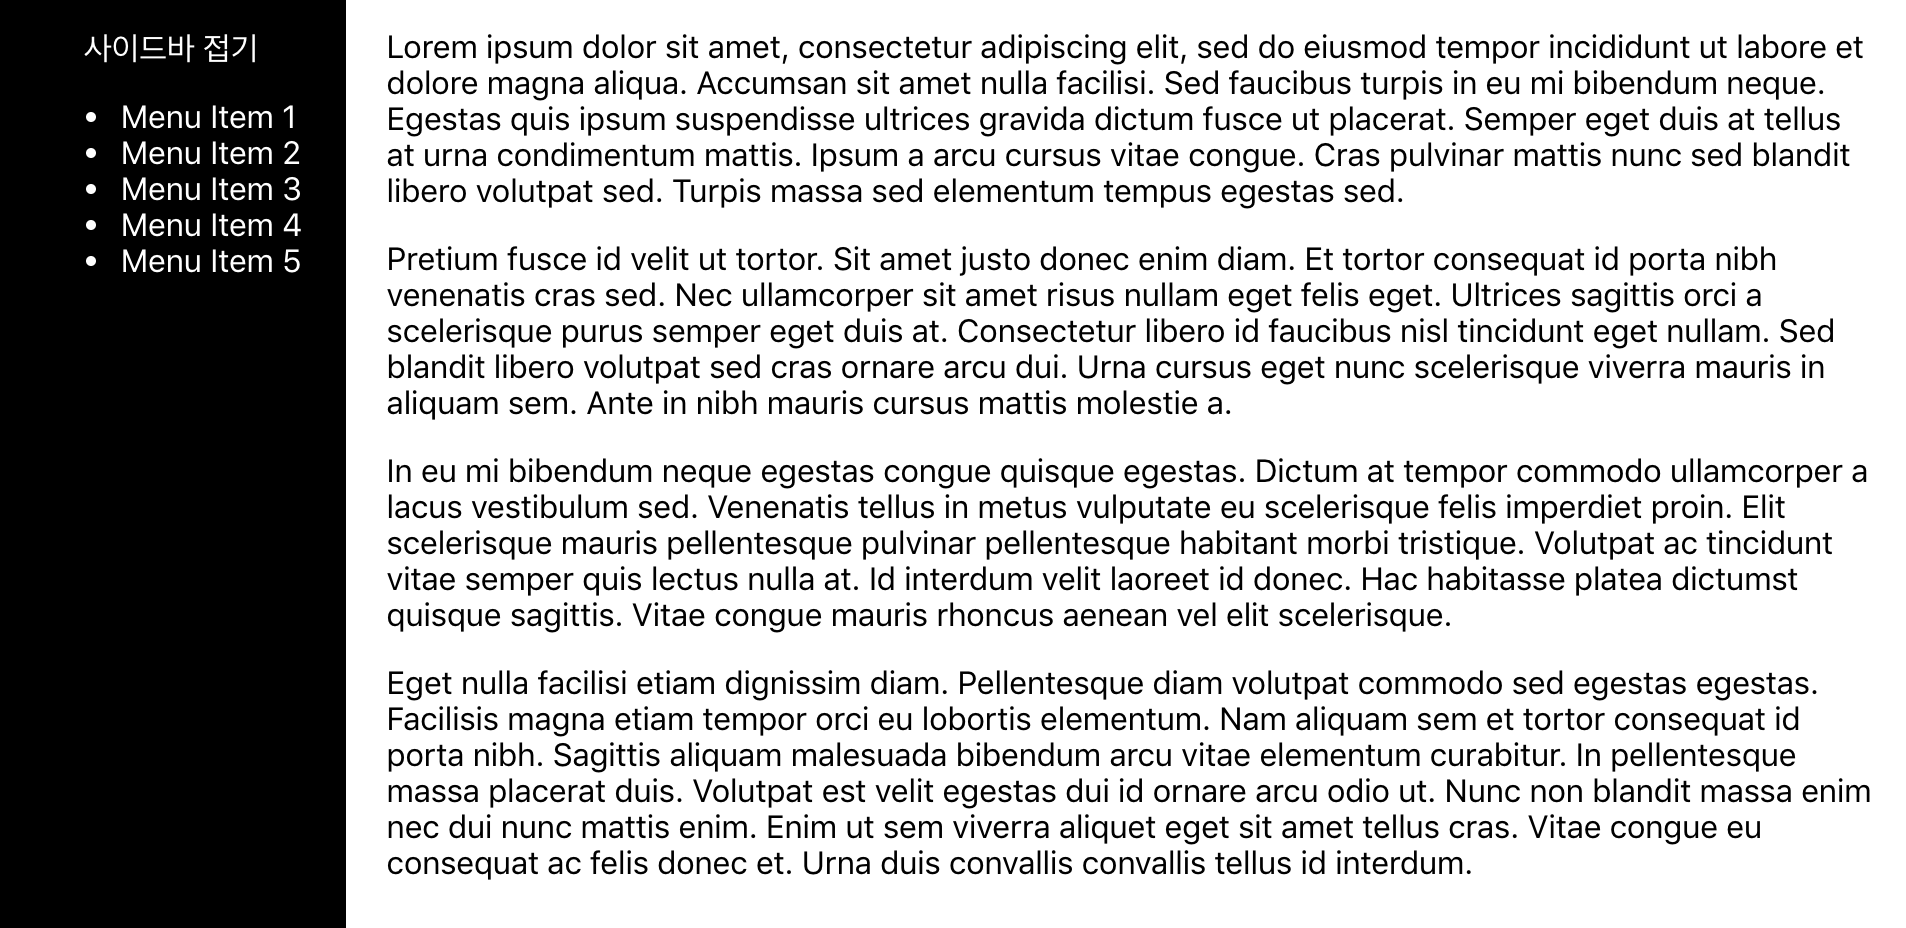 사이드바 접기
• Menu Item 1
• Menu Item 2
• Menu Item 3
• Menu Item 4
• Menu Item 5
Lorem ipsum dolor sit amet, consectetur adipiscing elit, sed do eiusmod tempor incididunt ut labore et
dolore magna aliqua. Accumsan sit amet nulla facilisi. Sed faucibus turpis in eu mi bibendum neque.
Egestas quis ipsum suspendisse ultrices gravida dictum fusce ut placerat. Semper eget duis at tellus
at urna condimentum mattis. Ipsum a arcu cursus vitae congue. Cras pulvinar mattis nunc sed blandit
libero volutpat sed. Turpis massa sed elementum tempus egestas sed.
Pretium fusce id velit ut tortor. Sit amet justo donec enim diam. Et tortor consequat id porta nibh
venenatis cras sed. Nec ullamcorper sit amet risus nullam eget felis eget. Ultrices sagittis orci a
scelerisque purus semper eget duis at. Consectetur libero id faucibus nisl tincidunt eget nullam. Sed
blandit libero volutpat sed cras ornare arcu dui. Urna cursus eget nunc scelerisque viverra mauris in
aliquam sem. Ante in nibh mauris cursus mattis molestie a.
In eu mi bibendum neque egestas congue quisque egestas. Dictum at tempor commodo ullamcorper a
lacus vestibulum sed. Venenatis tellus in metus vulputate eu scelerisque felis imperdiet proin. Elit
scelerisque mauris pellentesque pulvinar pellentesque habitant morbi tristique. Volutpat ac tincidunt
vitae semper quis lectus nulla at. Id interdum velit laoreet id donec. Hac habitasse platea dictumst
quisque sagittis. Vitae congue mauris rhoncus aenean vel elit scelerisque.
Eget nulla facilisi etiam dignissim diam. Pellentesque diam volutpat commodo sed egestas egestas.
Facilisis magna etiam tempor orci eu lobortis elementum. Nam aliquam sem et tortor consequat id
porta nibh. Sagittis aliquam malesuada bibendum arcu vitae elementum curabitur. In pellentesque
massa placerat duis. Volutpat est velit egestas dui id ornare arcu odio ut. Nunc non blandit massa enim
nec dui nunc mattis enim. Enim ut sem viverra aliquet eget sit amet tellus cras. Vitae congue eu
consequat ac felis donec et. Urna duis convallis convallis tellus id interdum.